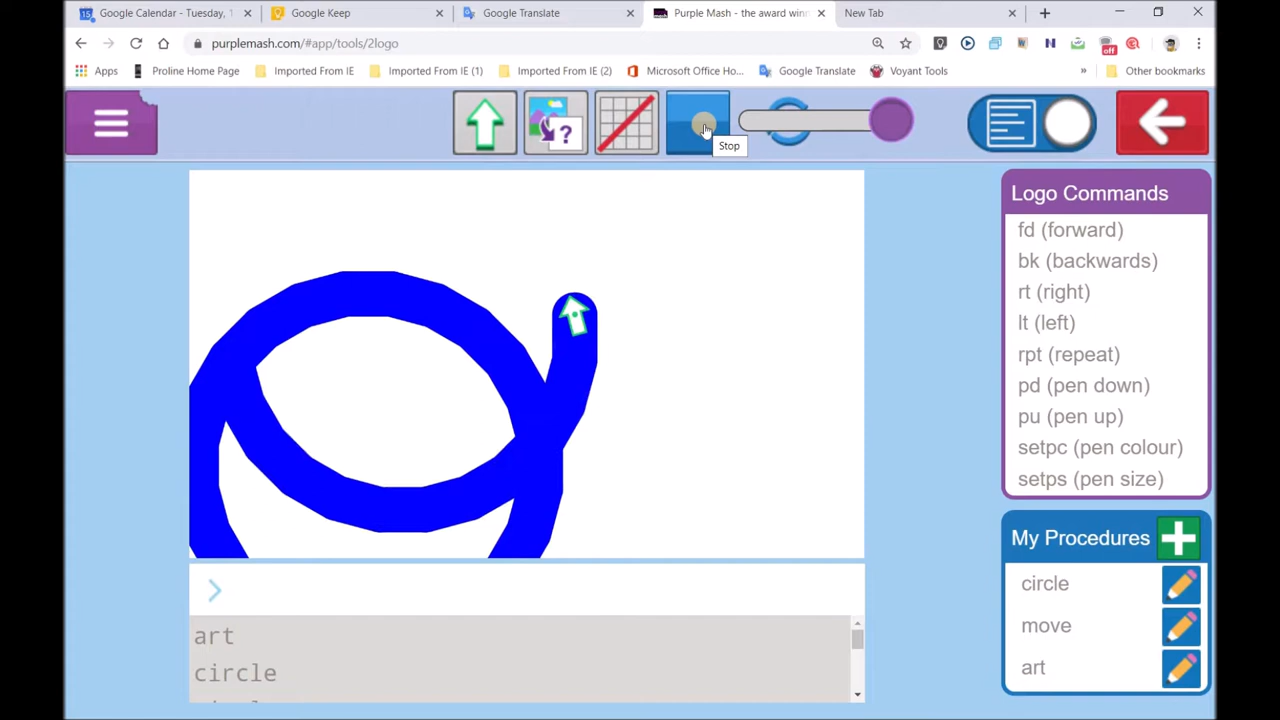 Google Calendar - Tuesday, 1
Google Keep
Google Translate
Purple Mash - the award winn
New Tab
purplemash.com/#app/tools/2logo
off
Apps
Proline Home Page
Imported From IE
Imported From IE (1)
Imported From IE (2)
Microsoft Office Ho...
Google Translate
Voyant Tools
»
Other bookmarks
?
Stop
Logo Commands
fd (forward)
bk (backwards)
rt (right)
lt (left)
rpt (repeat)
pd (pen down)
pu (pen up)
setpc (pen colour)
setps (pen size)
My Procedures
circle
move
art
art
circle